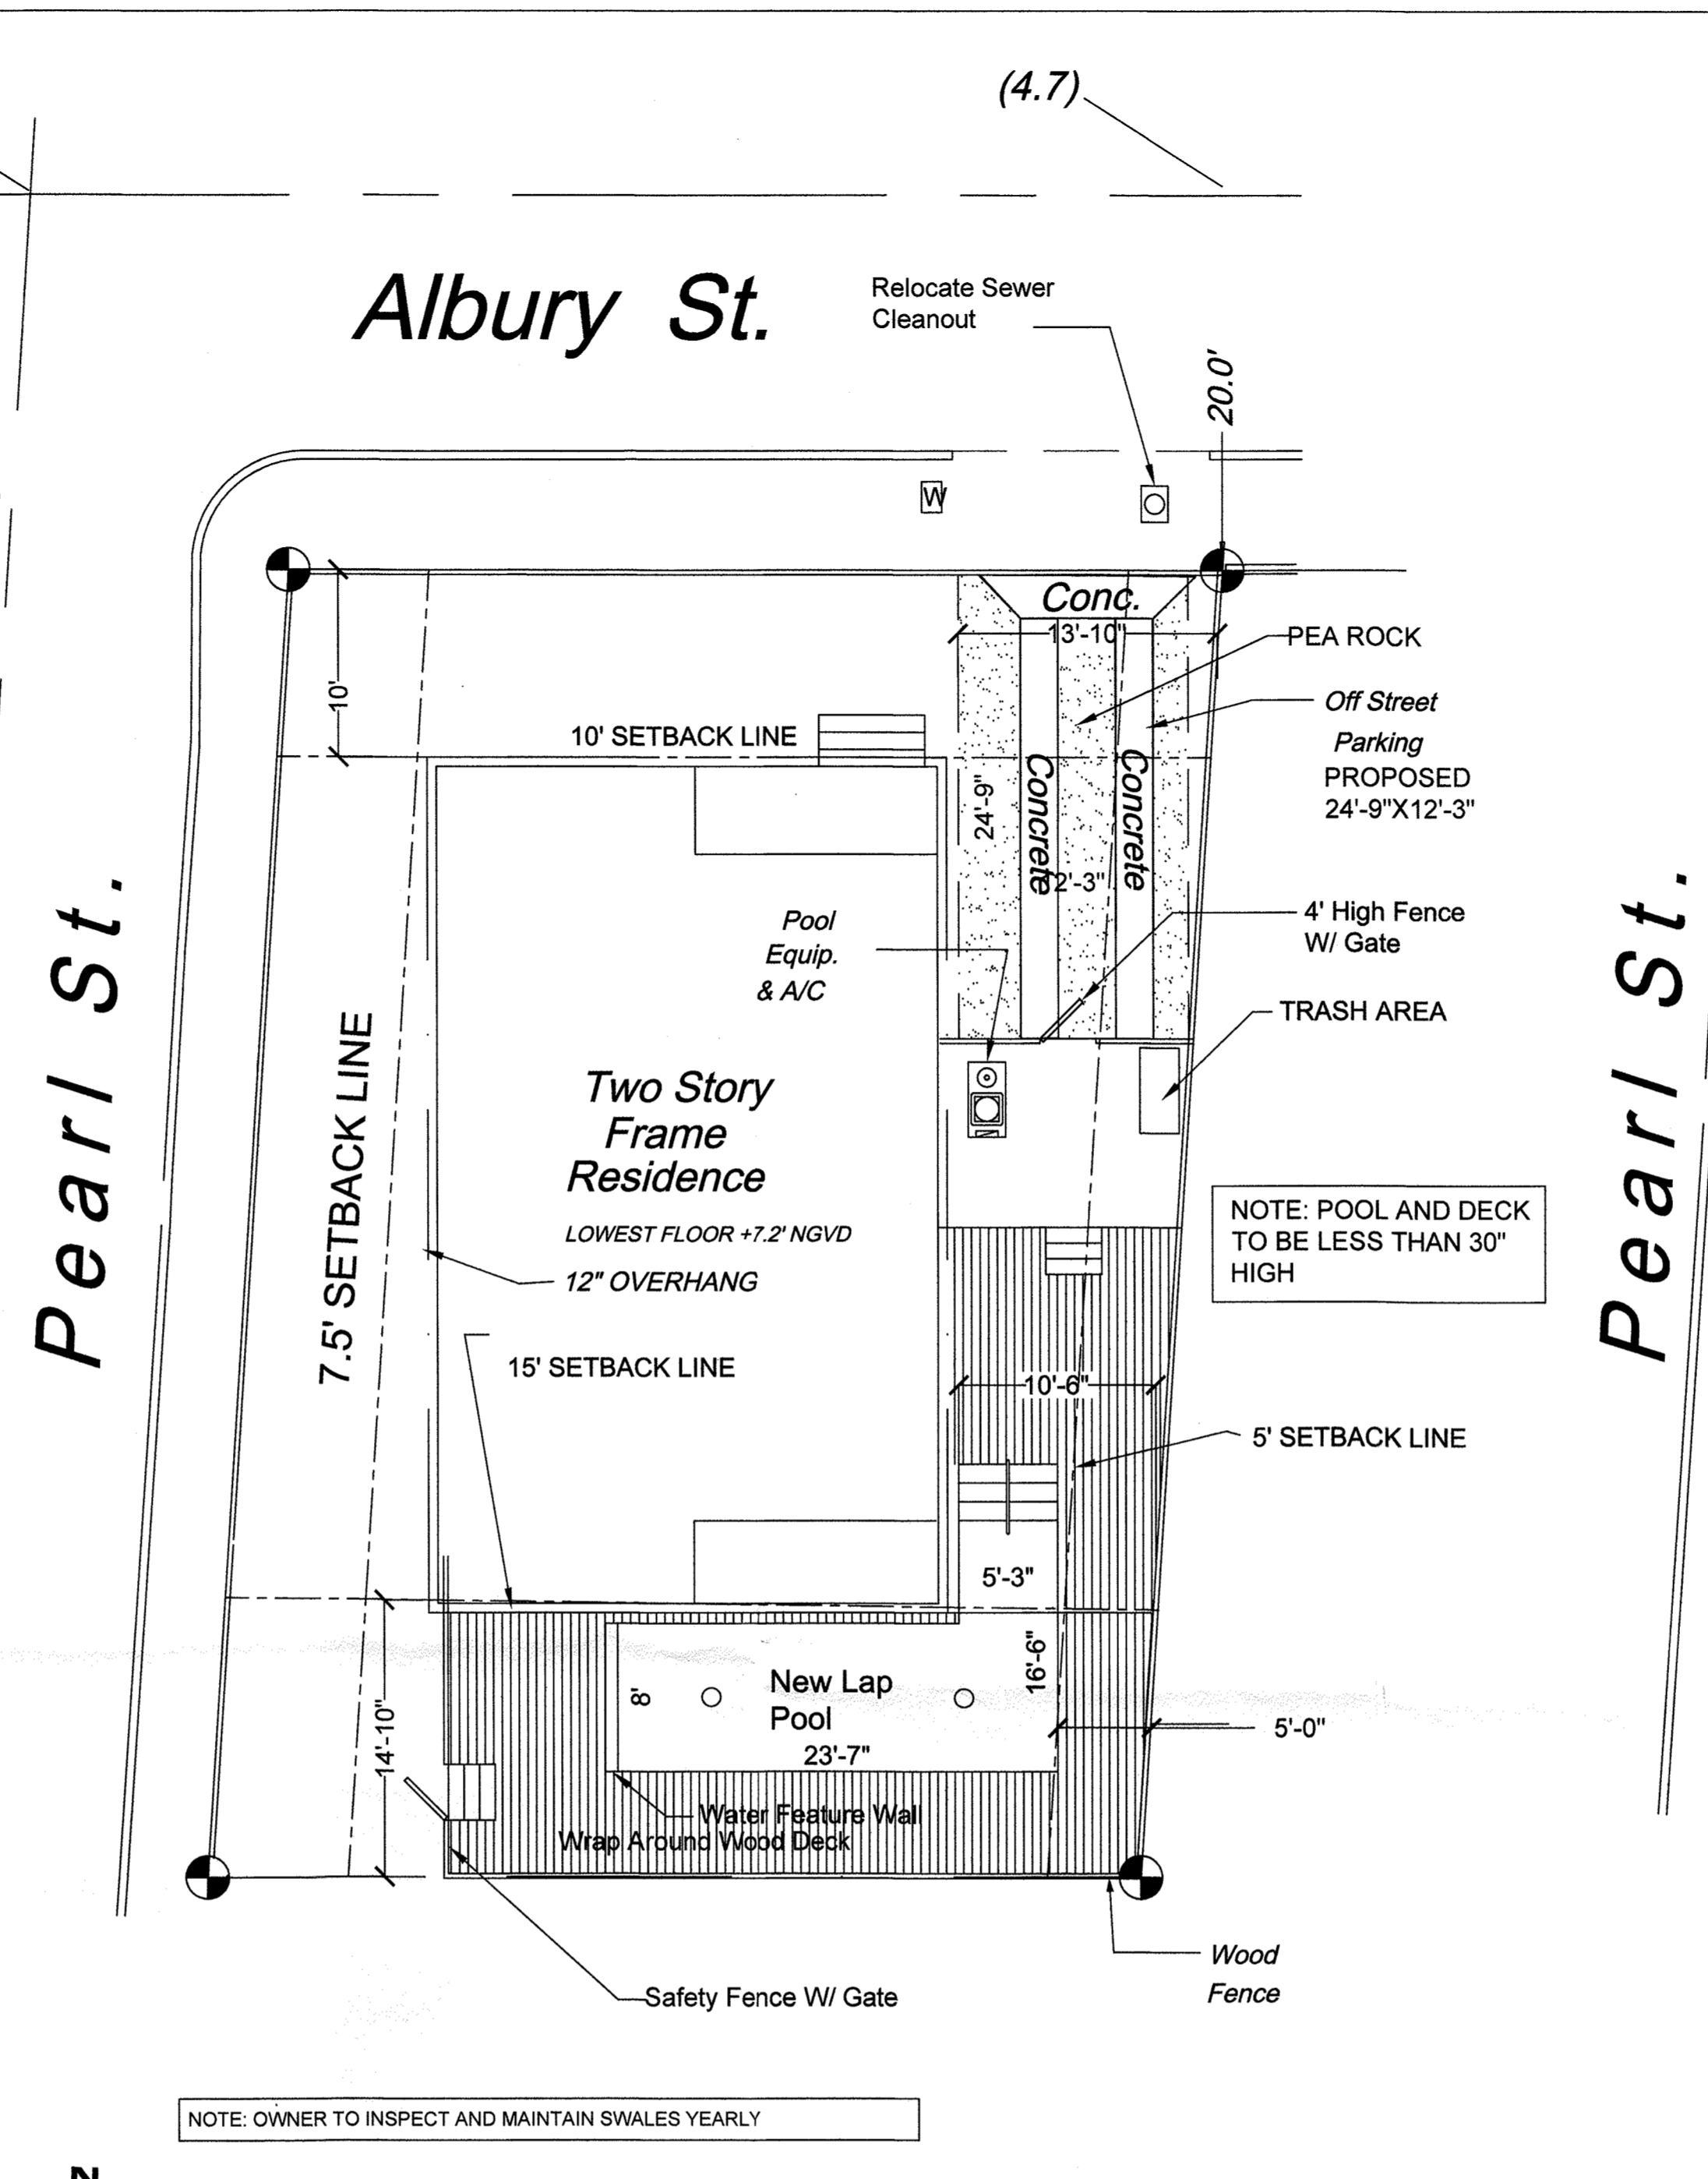 (4.7)
Albury St.
Relocate Sewer
Cleanout
20.0'
W
Conc.
13'-10"
PEA ROCK
10'
Off Street
Parking
PROPOSED
24'-9"X12'-3"
10' SETBACK LINE
24'-9"
Concrete
Concrete
12'-3"
4' High Fence
W/ Gate
Pool
Equip.
& A/C
TRASH AREA
Pearl St.
Pearl St.
7.5' SETBACK LINE
Two Story
Frame
Residence
LOWEST FLOOR +7.2' NGVD
12" OVERHANG
NOTE: POOL AND DECK
TO BE LESS THAN 30"
HIGH
15' SETBACK LINE
10'-6"
5' SETBACK LINE
5'-3"
16'-6"
8'
New Lap
Pool
23'-7"
5'-0"
14'-10"
Water Feature Wall
Wrap Around Wood Deck
Wood
Fence
Safety Fence W/ Gate
NOTE: OWNER TO INSPECT AND MAINTAIN SWALES YEARLY